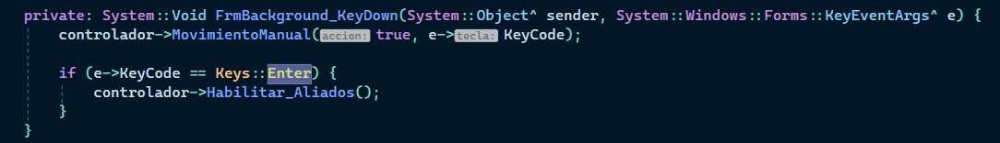 private: System::Void FrmBackground_KeyDown(System::Object^ sender, System::Windows::Forms::KeyEventArgs^ e) {
controlador->MovimientoManual(accion: true, e->tecla: KeyCode);
if (e->KeyCode == Keys::Enter) {
controlador->Habilitar_Aliados();
}
}